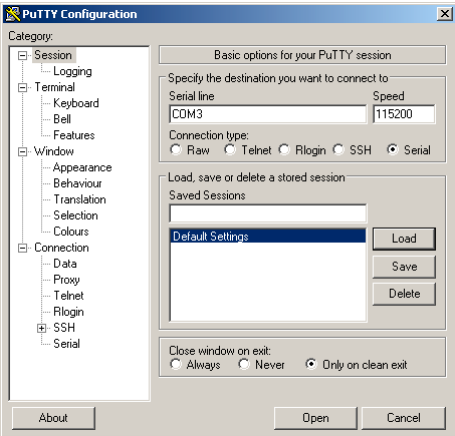 PuTTY Configuration
Category:
Session
Logging
Terminal
Keyboard
Bell
Features
Window
Appearance
Behaviour
Translation
Selection
Colours
Connection
Data
Proxy
Telnet
Rlogin
SSH
Serial
Basic options for your PuTTY session
Specify the destination you want to connect to
Serial line Speed
COM3 115200
Connection type:
Raw Telnet Rlogin SSH Serial
Load, save or delete a stored session
Saved Sessions
Default Settings
Load
Save
Delete
Close window on exit:
Always Never Only on clean exit
About Open Cancel